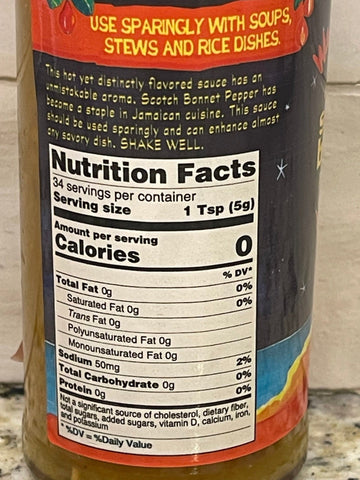 USE SPARINGLY WITH SOUPS,
STEWS AND RICE DISHES.
This hot yet distinctly flavored sauce has an
unmistakable aroma. Scotch Bonnet Pepper has
become a staple in Jamaican cuisine. This sauce
should be used sparingly and can enhance almost
any savory dish. SHAKE WELL.
Nutrition Facts
34 servings per container
Serving size 1 Tsp (5g)
Amount per serving
Calories 0
% DV*
Total Fat 0g 0%
Saturated Fat 0g 0%
Trans Fat 0g
Polyunsaturated Fat 0g
Monounsaturated Fat 0g
Sodium 50mg 2%
Total Carbohydrate 0g 0%
Protein 0g 0%
Not a significant source of cholesterol, dietary fiber,
total sugars, added sugars, vitamin D, calcium, iron,
and potassium
*%DV = %Daily Value